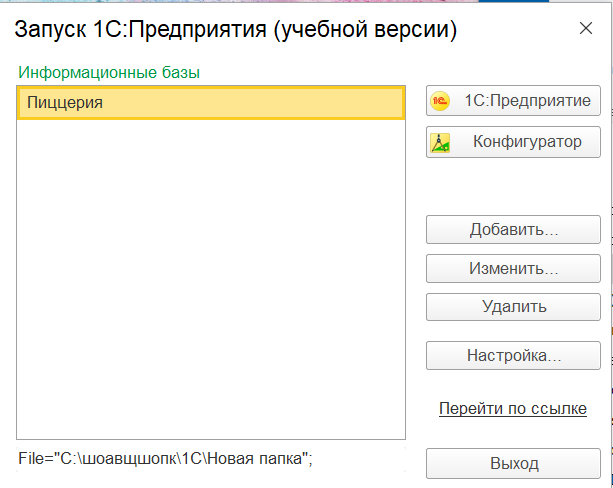 Запуск 1С:Предприятия (учебной версии)
Информационные базы
Пиццерия
1С:Предприятие
Конфигуратор
Добавить...
Изменить...
Удалить
Настройка...
Перейти по ссылке
File="C:\шоавщшопк\1C\Новая папка";
Выход